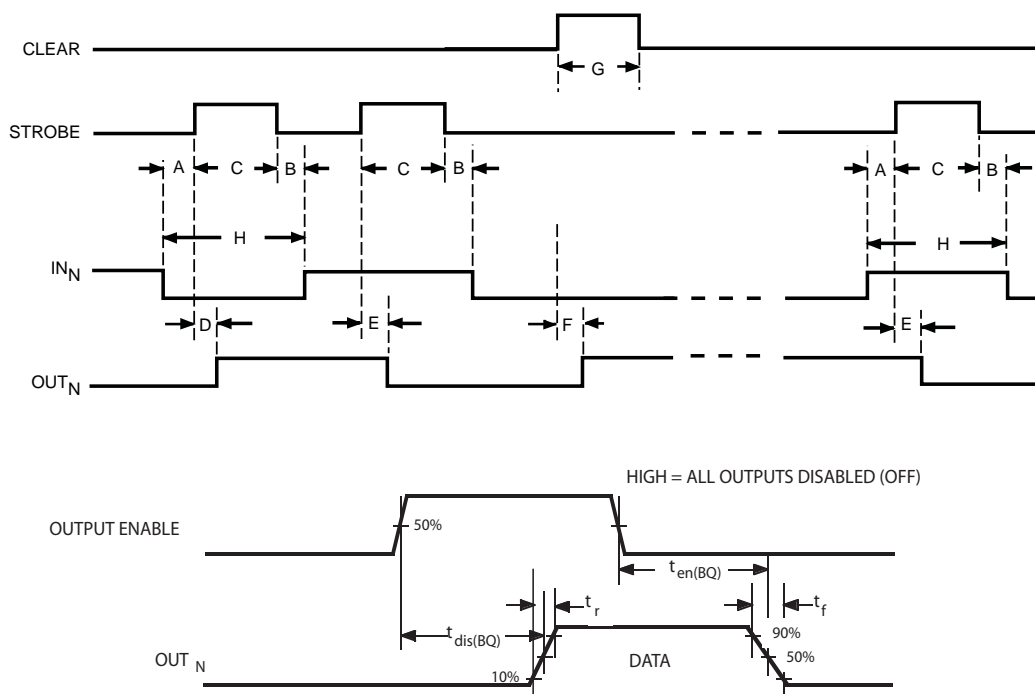 CLEAR
G
STROBE
A C B C B A C B
H H
IN N
D E F E
OUT N
HIGH = ALL OUTPUTS DISABLED (OFF)
OUTPUT ENABLE
50%
t en(BQ)
t r t f
t dis(BQ)
90%
OUT N DATA 50%
10%